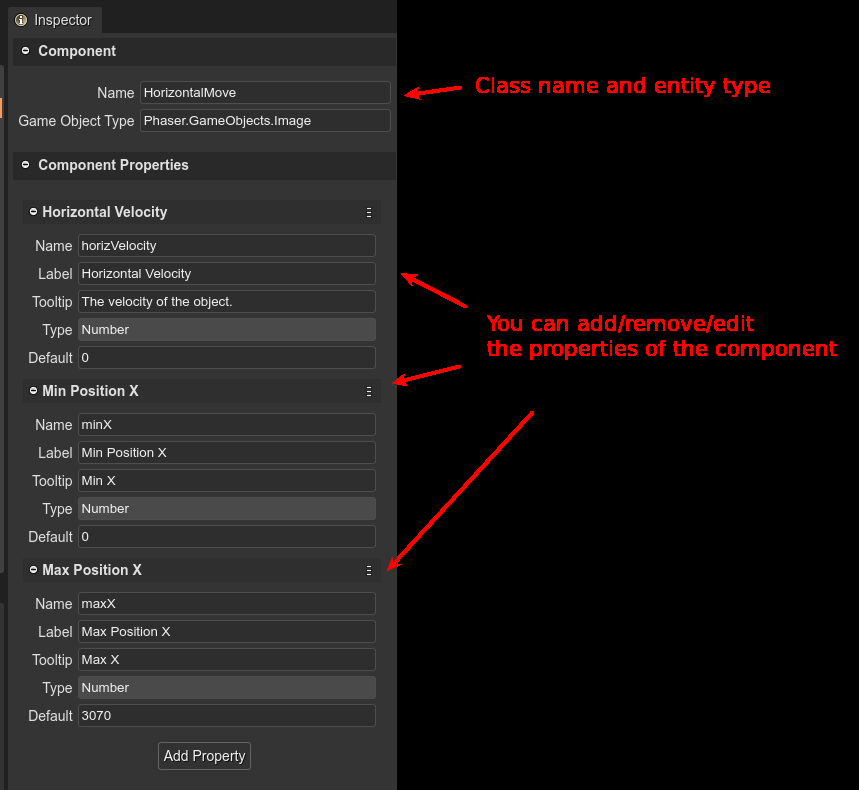 Inspector
Component
Name HorizontalMove
Class name and entity type
Game Object Type Phaser.GameObjects.Image
Component Properties
Horizontal Velocity
Name horizVelocity
Label Horizontal Velocity
Tooltip The velocity of the object.
Type Number
Default 0
You can add/remove/edit
the properties of the component
Min Position X
Name minX
Label Min Position X
Tooltip Min X
Type Number
Default 0
Max Position X
Name maxX
Label Max Position X
Tooltip Max X
Type Number
Default 3070
Add Property